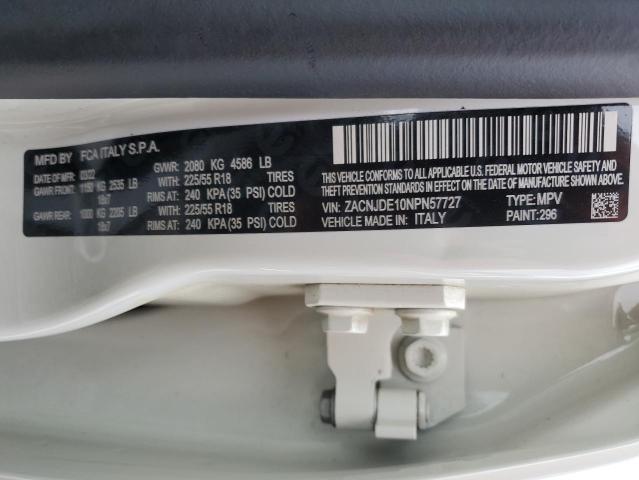 MFD BY FCA ITALY S.P.A.
DATE OF MFR: 03/22 GVWR: 2080 KG 4586 LB
GAWR FRONT: 1150 KG 2535 LB WITH: 225/55 R18 TIRES
18x7 RIMS AT: 240 KPA (35 PSI) COLD
GAWR REAR: 1000 KG 2205 LB WITH: 225/55 R18 TIRES
18x7 RIMS AT: 240 KPA (35 PSI) COLD
THIS VEHICLE CONFORMS TO ALL APPLICABLE U.S. FEDERAL MOTOR VEHICLE SAFETY AND
THEFT PREVENTION STANDARDS IN EFFECT ON THE DATE OF MANUFACTURE SHOWN ABOVE.
VIN: ZACNJDE10NPN57727 TYPE: MPV
VEHICLE MADE IN: ITALY PAINT: 296